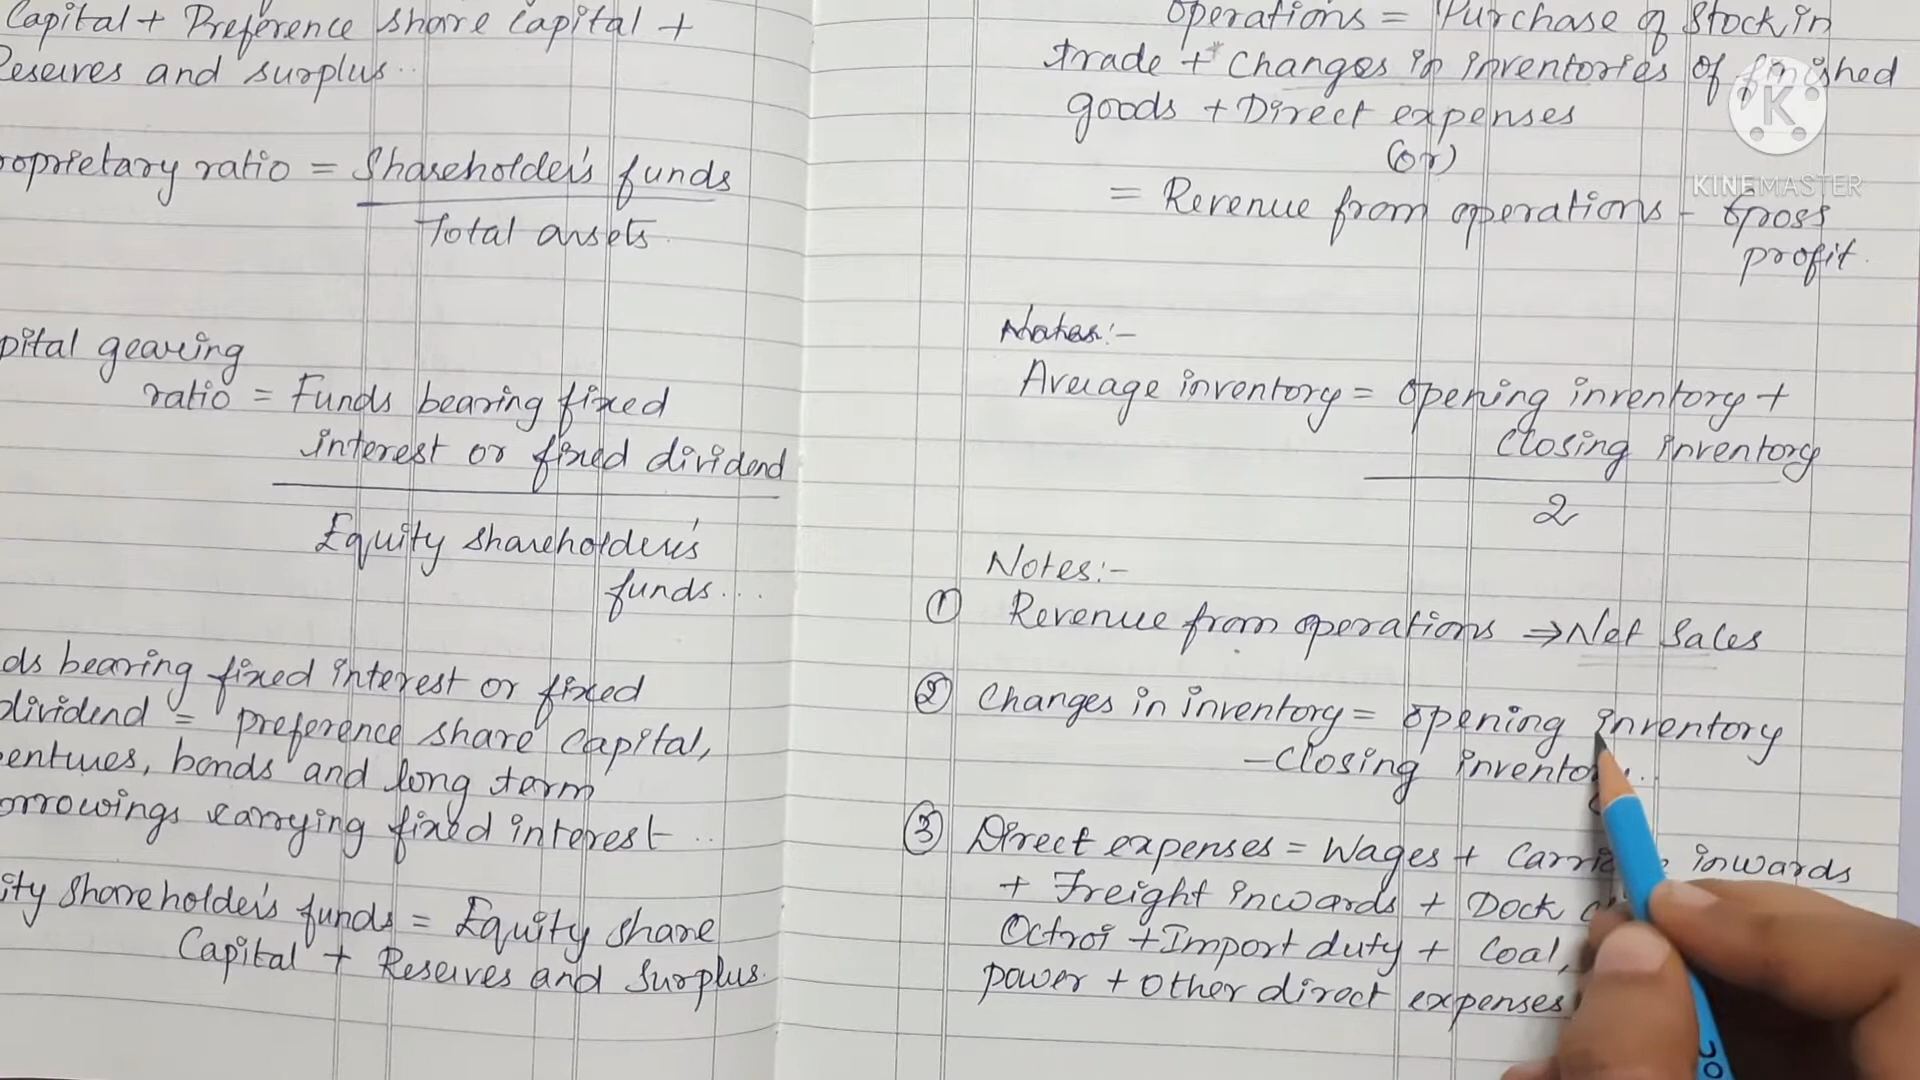 Capital + Preference share capital +
Reserves and surplus..
roprietary ratio = Shareholder's funds
Total assets.
pital gearing
ratio = Funds bearing fixed
interest or fixed dividend
Equity shareholder's
funds...
ds bearing fixed interest or fixed
dividend = preference share capital,
entures, bonds and long term
orrowings carrying fixed interest..
ity shareholder's funds = Equity share
Capital + Reserves and surplus.
operations = Purchase of stock in
trade + Changes in inventories of finished
goods + Direct expenses
(or)
= Revenue from operations - Gross
profit.
KINEMASTER
Notes:-
Average inventory = opening inventory +
closing inventory
2
Notes:-
① Revenue from operations ⇒ Net sales
② Changes in inventory = opening inventory
- closing inventory..
③ Direct expenses = Wages + inwards
+ Freight inwards + Dock
Octroi + Import duty + Coal,
power + other direct expenses